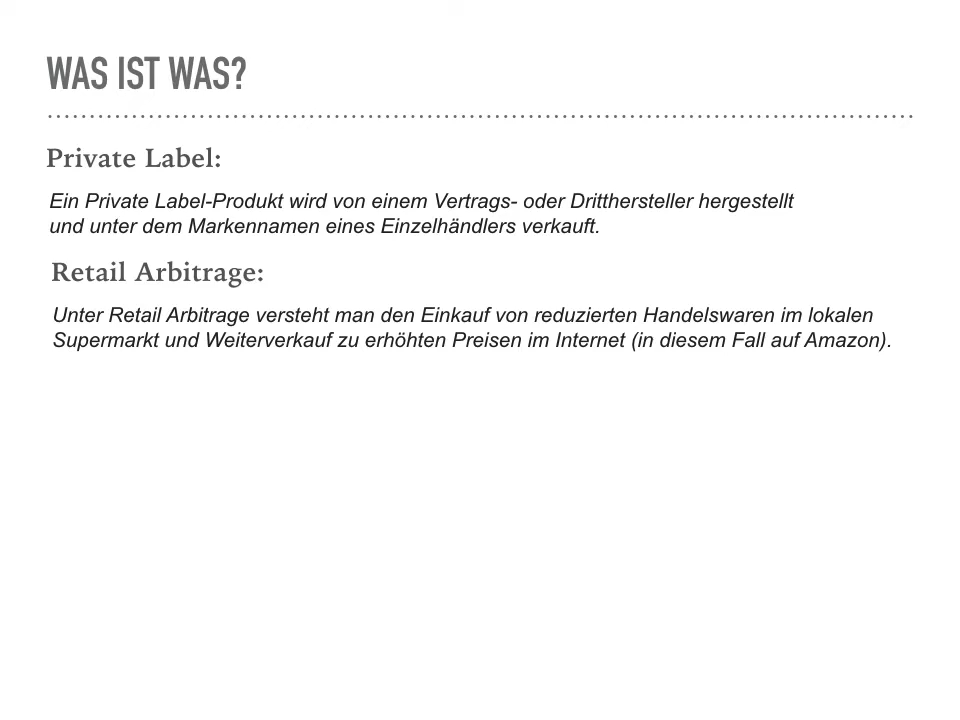 WAS IST WAS?
Private Label:
Ein Private Label-Produkt wird von einem Vertrags- oder Dritthersteller hergestellt
und unter dem Markennamen eines Einzelhändlers verkauft.
Retail Arbitrage:
Unter Retail Arbitrage versteht man den Einkauf von reduzierten Handelswaren im lokalen
Supermarkt und Weiterverkauf zu erhöhten Preisen im Internet (in diesem Fall auf Amazon).